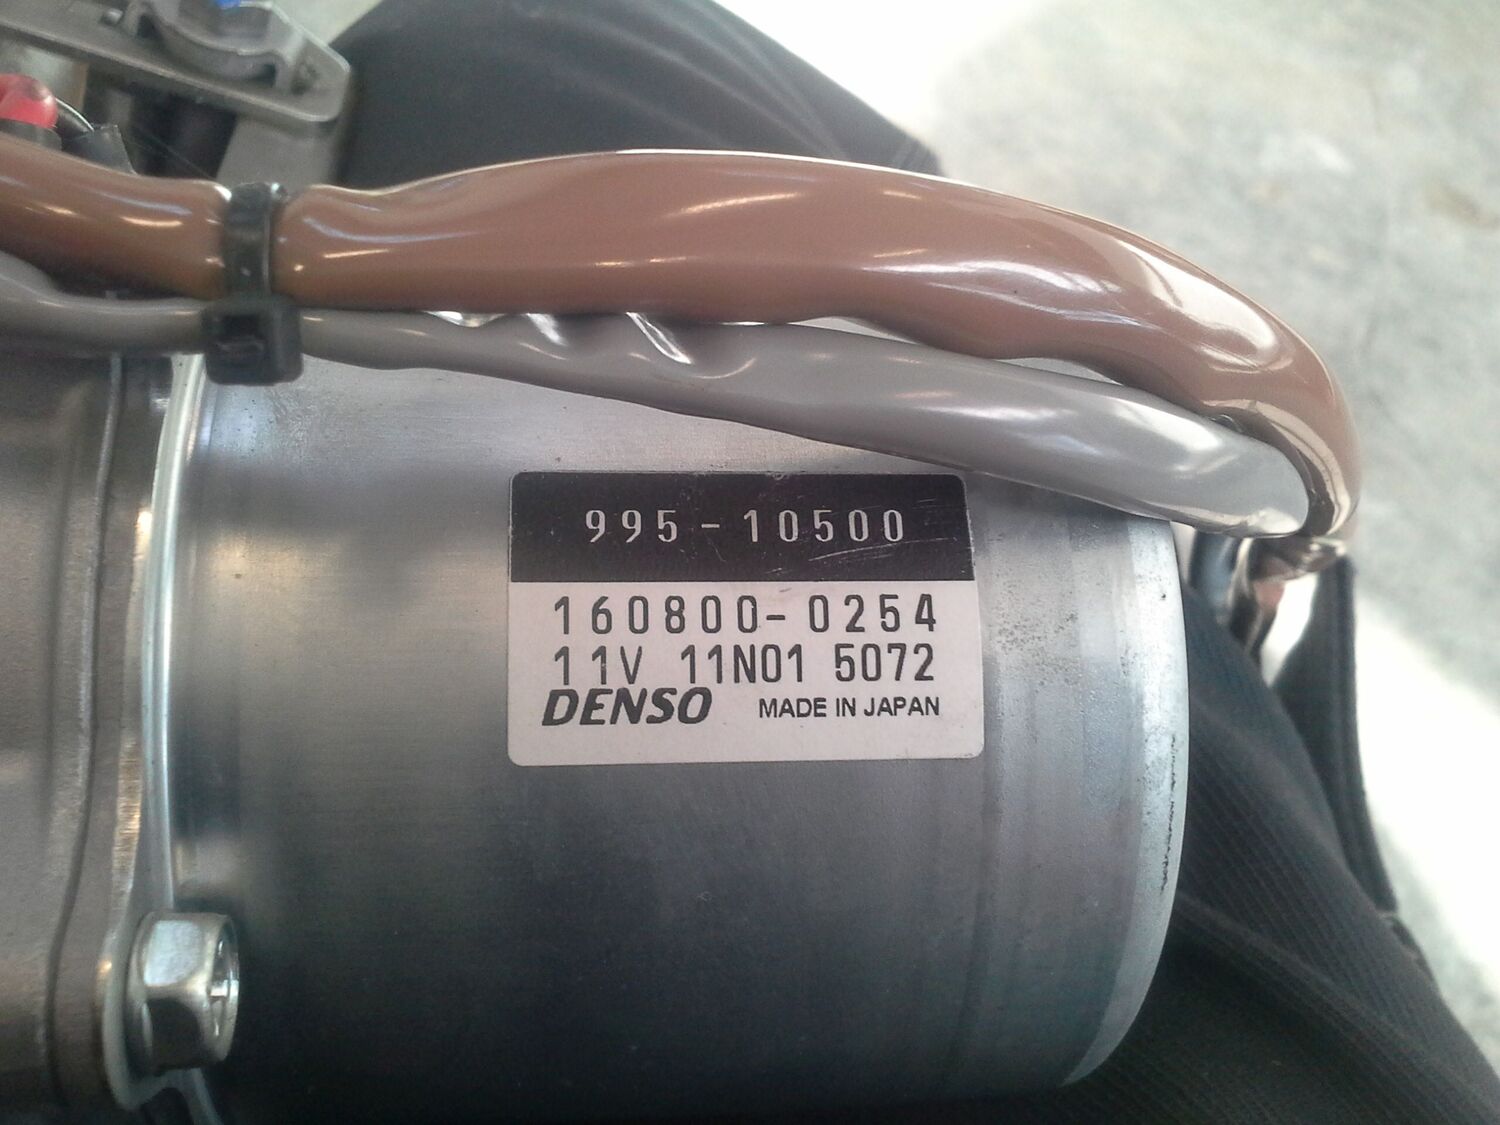 995-10500
160800-0254
11V 11N01 5072
DENSO MADE IN JAPAN